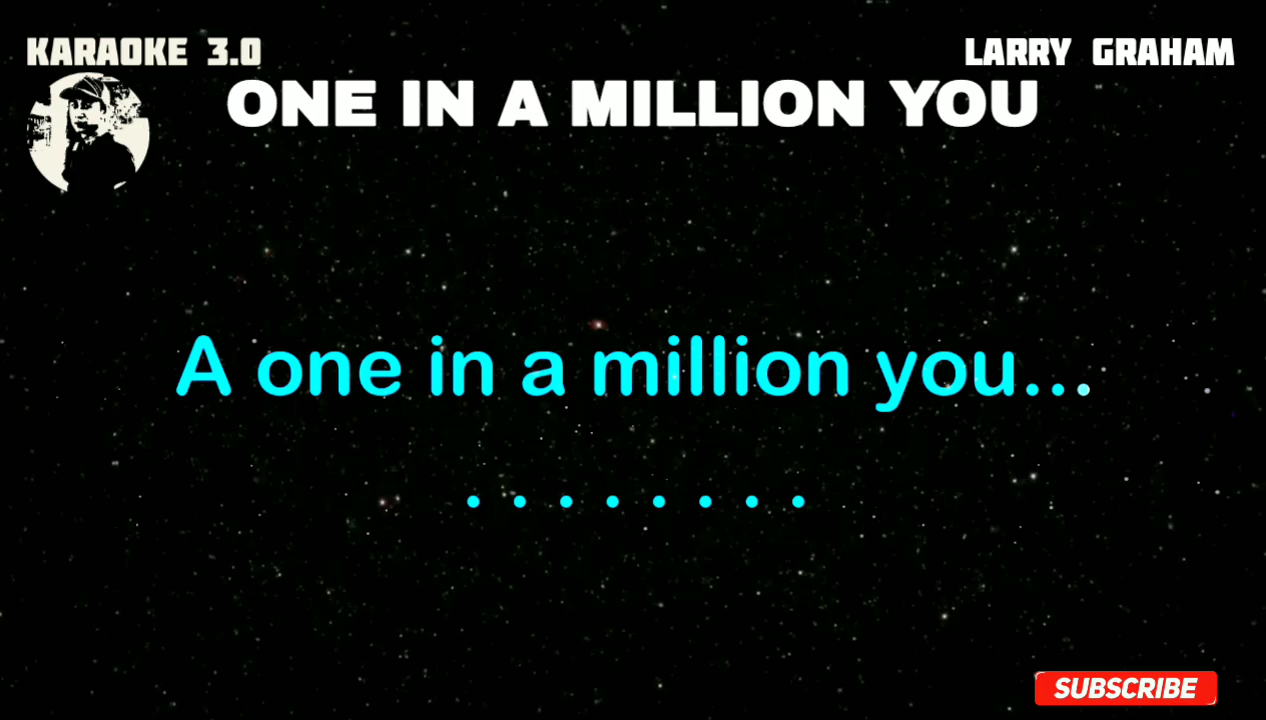 KARAOKE 3.0
LARRY GRAHAM
ONE IN A MILLION YOU
A one in a million you...
. . . . . . . .
SUBSCRIBE